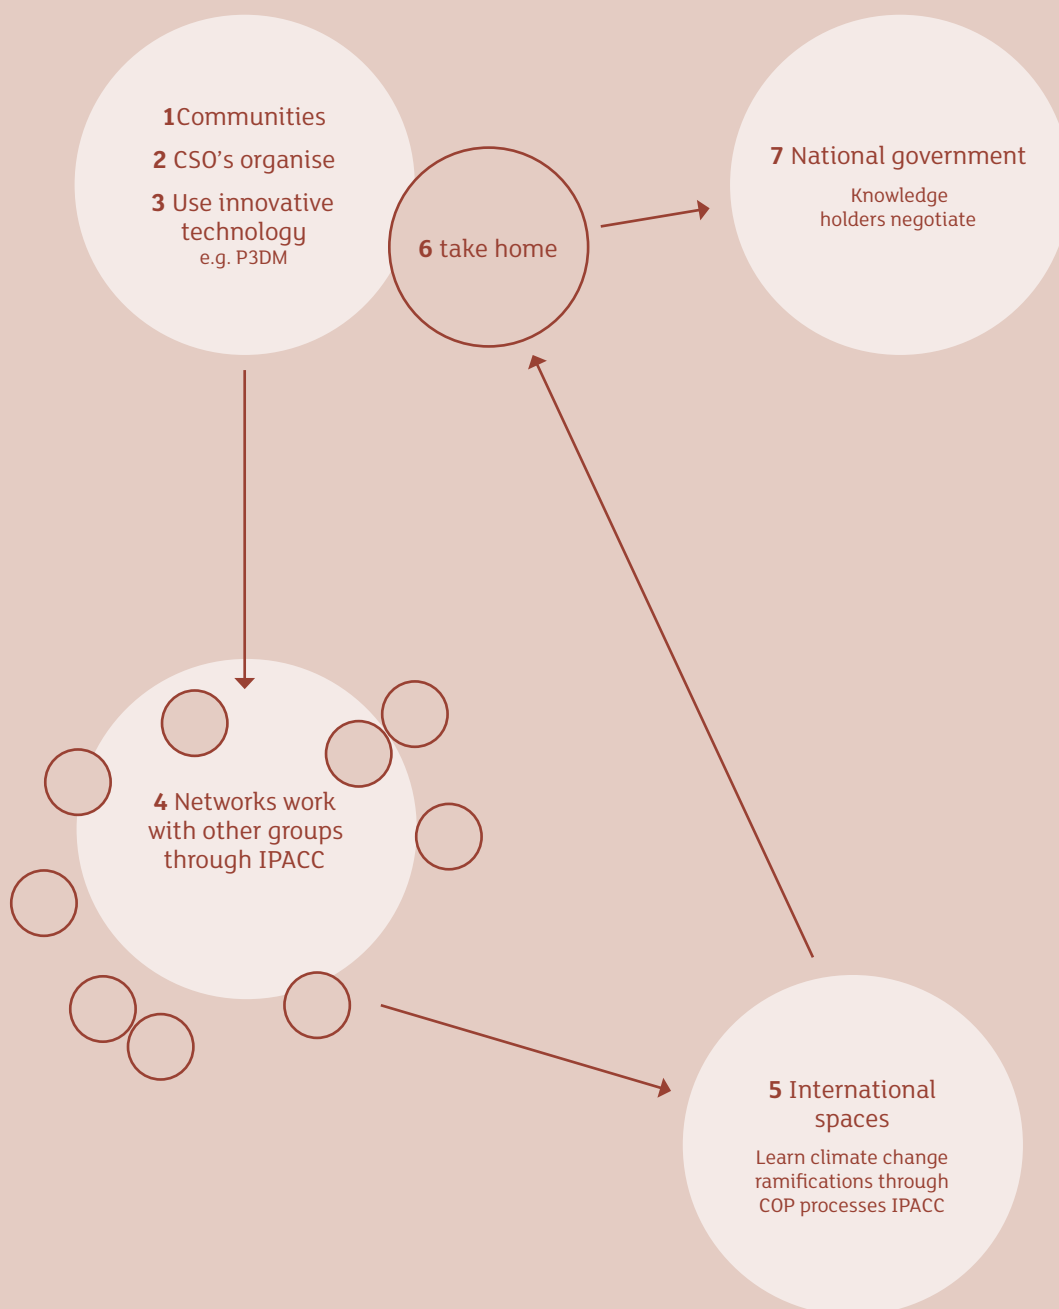 1Communities
2 CSO's organise
3 Use innovative
technology
e.g. P3DM
6 take home
7 National government
Knowledge
holders negotiate
4 Networks work
with other groups
through IPACC
5 International
spaces
Learn climate change
ramifications through
COP processes IPACC